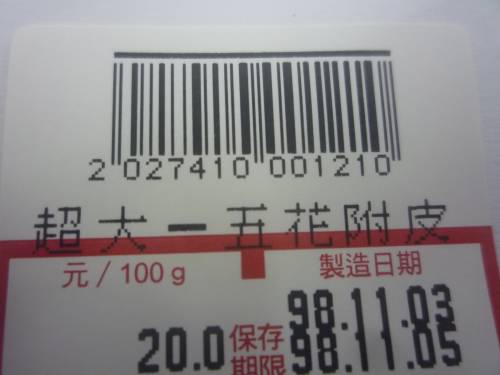 2 027410 001210
超大一五花附皮
元/100g 製造日期
98.11.03
20.0 保存期限 98.11.05